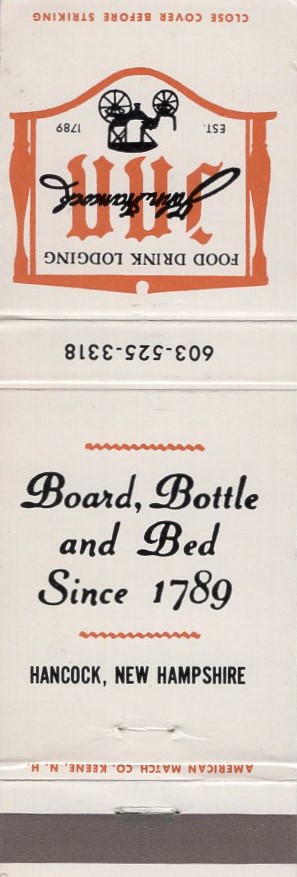 CLOSE COVER BEFORE STRIKING
EST. 1789
John Hancock
Inn
FOOD DRINK LODGING
603-525-3318
Board, Bottle
and Bed
Since 1789
HANCOCK, NEW HAMPSHIRE
AMERICAN MATCH CO. KEENE, N. H.